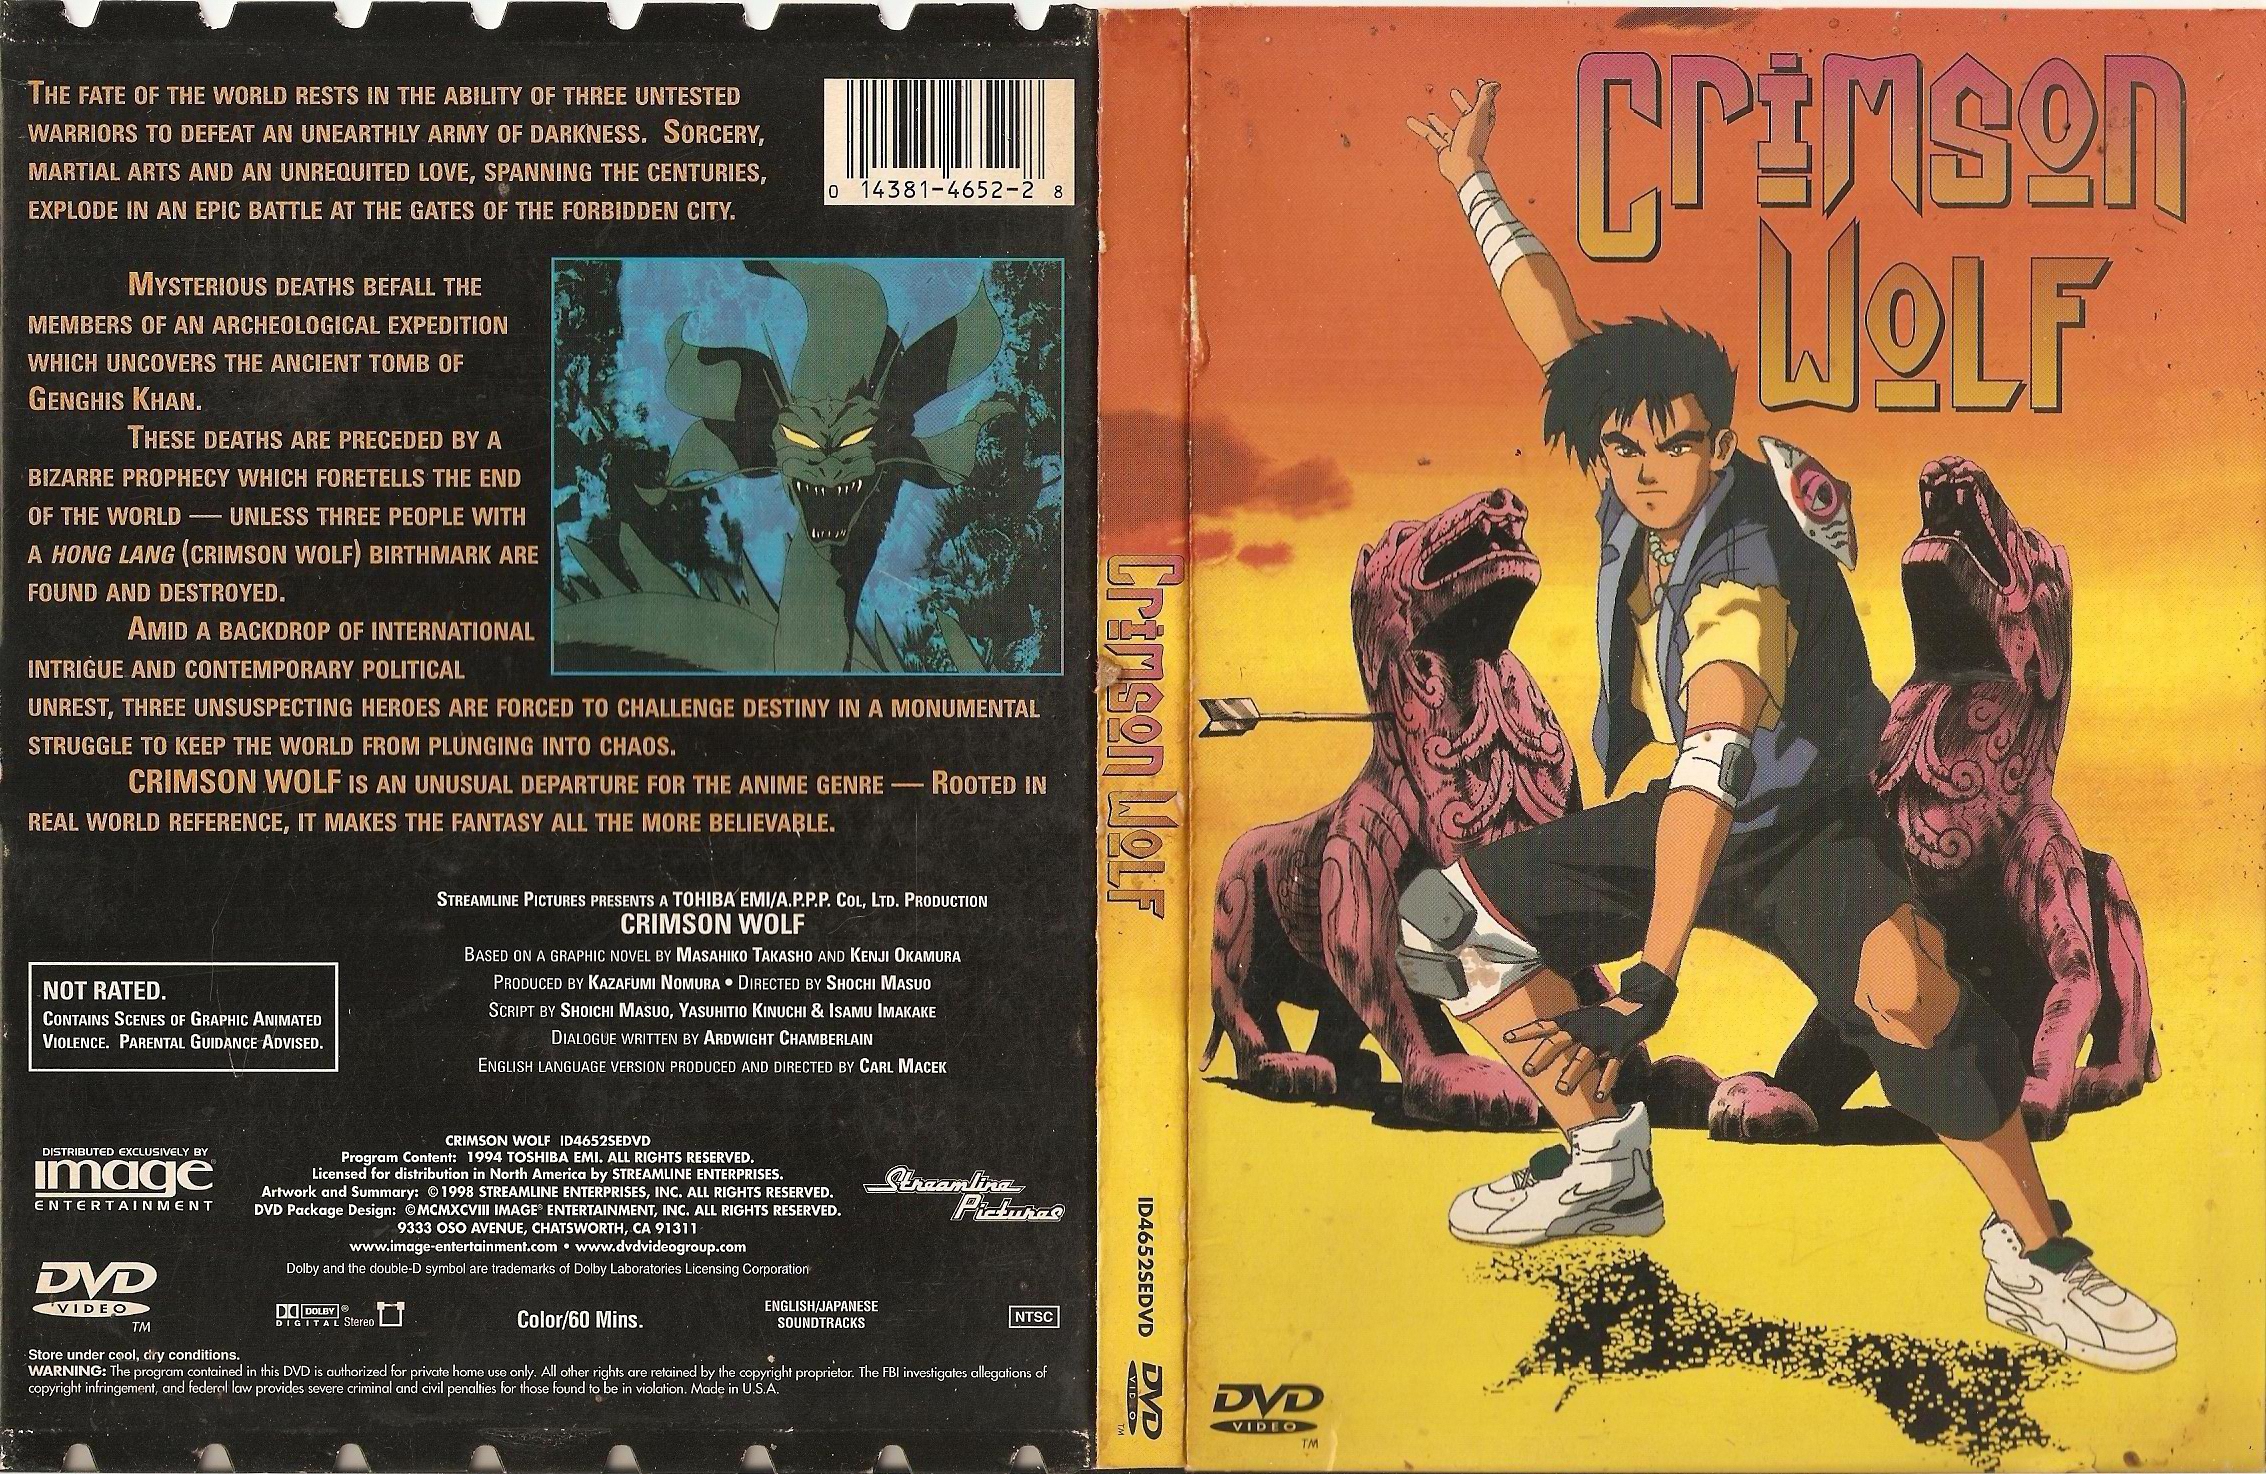 THE FATE OF THE WORLD RESTS IN THE ABILITY OF THREE UNTESTED
WARRIORS TO DEFEAT AN UNEARTHLY ARMY OF DARKNESS. SORCERY,
MARTIAL ARTS AND AN UNREQUITED LOVE, SPANNING THE CENTURIES,
EXPLODE IN AN EPIC BATTLE AT THE GATES OF THE FORBIDDEN CITY.
0 14381-4652-2 8
MYSTERIOUS DEATHS BEFALL THE
MEMBERS OF AN ARCHEOLOGICAL EXPEDITION
WHICH UNCOVERS THE ANCIENT TOMB OF
GENGHIS KHAN.
THESE DEATHS ARE PRECEDED BY A
BIZARRE PROPHECY WHICH FORETELLS THE END
OF THE WORLD — UNLESS THREE PEOPLE WITH
A HONG LANG (CRIMSON WOLF) BIRTHMARK ARE
FOUND AND DESTROYED.
AMID A BACKDROP OF INTERNATIONAL
INTRIGUE AND CONTEMPORARY POLITICAL
UNREST, THREE UNSUSPECTING HEROES ARE FORCED TO CHALLENGE DESTINY IN A MONUMENTAL
STRUGGLE TO KEEP THE WORLD FROM PLUNGING INTO CHAOS.
CRIMSON WOLF IS AN UNUSUAL DEPARTURE FOR THE ANIME GENRE — ROOTED IN
REAL WORLD REFERENCE, IT MAKES THE FANTASY ALL THE MORE BELIEVABLE.
STREAMLINE PICTURES PRESENTS A TOHIBA EMI/A.P.P.P. COL, LTD. PRODUCTION
CRIMSON WOLF
BASED ON A GRAPHIC NOVEL BY MASAHIKO TAKASHO AND KENJI OKAMURA
PRODUCED BY KAZAFUMI NOMURA • DIRECTED BY SHOCHI MASUO
SCRIPT BY SHOICHI MASUO, YASUHITIO KINUCHI & ISAMU IMAKAKE
DIALOGUE WRITTEN BY ARDWIGHT CHAMBERLAIN
ENGLISH LANGUAGE VERSION PRODUCED AND DIRECTED BY CARL MACEK
NOT RATED.
CONTAINS SCENES OF GRAPHIC ANIMATED
VIOLENCE. PARENTAL GUIDANCE ADVISED.
DISTRIBUTED EXCLUSIVELY BY
image®
ENTERTAINMENT
CRIMSON WOLF ID4652SEDVD
Program Content: 1994 TOSHIBA EMI. ALL RIGHTS RESERVED.
Licensed for distribution in North America by STREAMLINE ENTERPRISES.
Artwork and Summary: ©1998 STREAMLINE ENTERPRISES, INC. ALL RIGHTS RESERVED.
DVD Package Design: ©MCMXCVIII IMAGE® ENTERTAINMENT, INC. ALL RIGHTS RESERVED.
9333 OSO AVENUE, CHATSWORTH, CA 91311
www.image-entertainment.com • www.dvdvideogroup.com
Dolby and the double-D symbol are trademarks of Dolby Laboratories Licensing Corporation
Streamline
Pictures
DVD
VIDEO
TM
DOLBY ®
DIGITAL Stereo
Color/60 Mins.
ENGLISH/JAPANESE
SOUNDTRACKS
NTSC
Store under cool, dry conditions.
WARNING: The program contained in this DVD is authorized for private home use only. All other rights are retained by the copyright proprietor. The FBI investigates allegations of
copyright infringement, and federal law provides severe criminal and civil penalties for those found to be in violation. Made in U.S.A.
CRIMSON WOLF
ID4652SEDVD
DVD
VIDEO
TM
CRIMSON
WOLF
DVD
VIDEO
TM